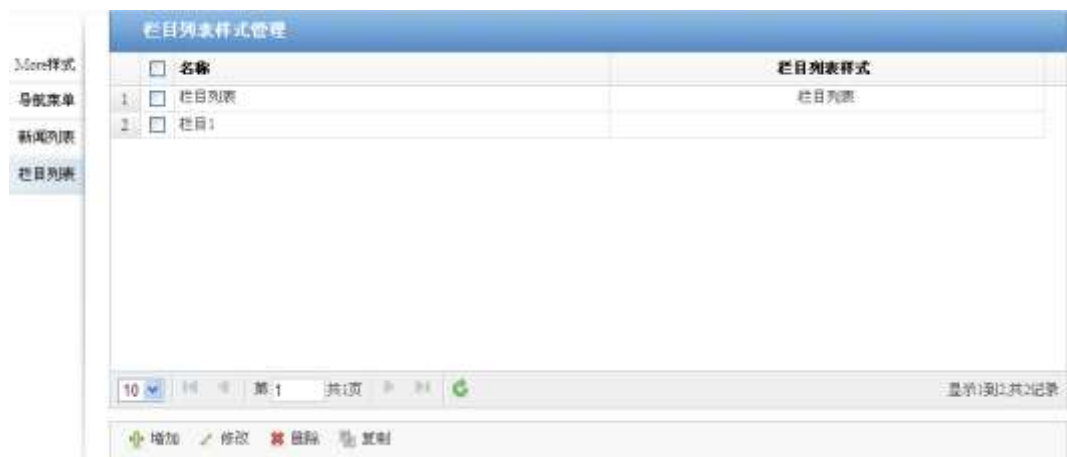 栏目列表样式管理
More样式
导航菜单
新闻列表
栏目列表
名称 栏目列表样式
1 栏目列表 栏目列表
2 栏目1
10 第 1 共1页 显示1到2,共2记录
增加 修改 删除 复制